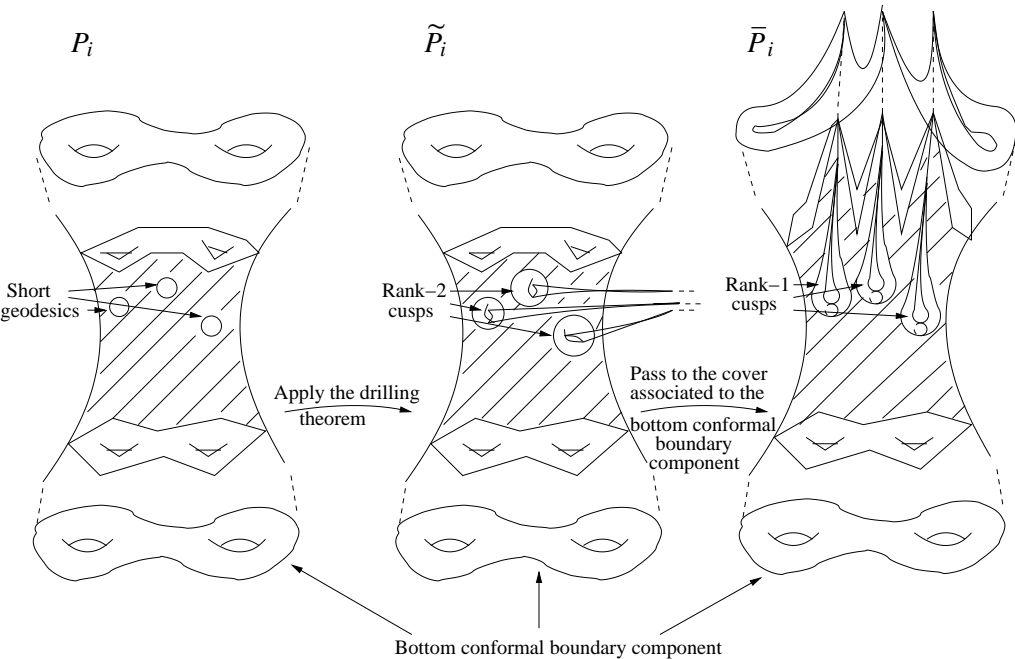 P_i
P̃_i
P̄_i
Short
geodesics
Rank-2
cusps
Rank-1
cusps
Apply the drilling
theorem
Pass to the cover
associated to the
bottom conformal
boundary
component
Bottom conformal boundary component